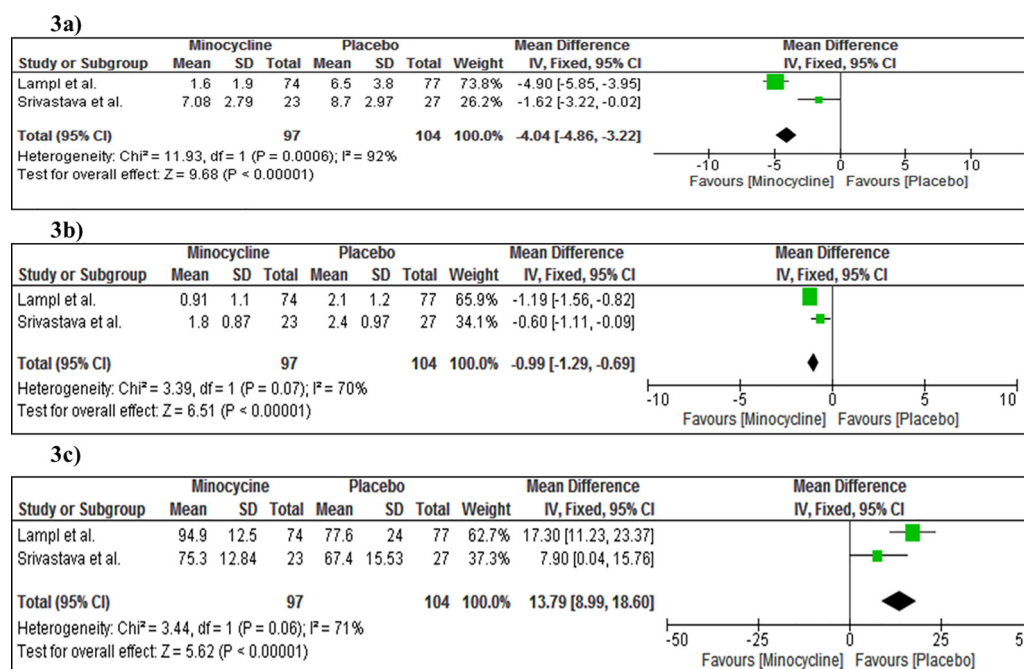 3a)
Minocycline Placebo Mean Difference Mean Difference
Study or Subgroup Mean SD Total Mean SD Total Weight IV, Fixed, 95% CI IV, Fixed, 95% CI
Lampl et al. 1.6 1.9 74 6.5 3.8 77 73.8% -4.90 [-5.85, -3.95]
Srivastava et al. 7.08 2.79 23 8.7 2.97 27 26.2% -1.62 [-3.22, -0.02]
Total (95% CI) 97 104 100.0% -4.04 [-4.86, -3.22]
Heterogeneity: Chi² = 11.93, df = 1 (P = 0.0006); I² = 92%
Test for overall effect: Z = 9.68 (P < 0.00001)
-10 -5 0 5 10
Favours [Minocycline] Favours [Placebo]
3b)
Minocycline Placebo Mean Difference Mean Difference
Study or Subgroup Mean SD Total Mean SD Total Weight IV, Fixed, 95% CI IV, Fixed, 95% CI
Lampl et al. 0.91 1.1 74 2.1 1.2 77 65.9% -1.19 [-1.56, -0.82]
Srivastava et al. 1.8 0.87 23 2.4 0.97 27 34.1% -0.60 [-1.11, -0.09]
Total (95% CI) 97 104 100.0% -0.99 [-1.29, -0.69]
Heterogeneity: Chi² = 3.39, df = 1 (P = 0.07); I² = 70%
Test for overall effect: Z = 6.51 (P < 0.00001)
-10 -5 0 5 10
Favours [Minocycline] Favours [Placebo]
3c)
Minocycine Placebo Mean Difference Mean Difference
Study or Subgroup Mean SD Total Mean SD Total Weight IV, Fixed, 95% CI IV, Fixed, 95% CI
Lampl et al. 94.9 12.5 74 77.6 24 77 62.7% 17.30 [11.23, 23.37]
Srivastava et al. 75.3 12.84 23 67.4 15.53 27 37.3% 7.90 [0.04, 15.76]
Total (95% CI) 97 104 100.0% 13.79 [8.99, 18.60]
Heterogeneity: Chi² = 3.44, df = 1 (P = 0.06); I² = 71%
Test for overall effect: Z = 5.62 (P < 0.00001)
-50 -25 0 25
Favours [Minocycline] Favours [Placebo]